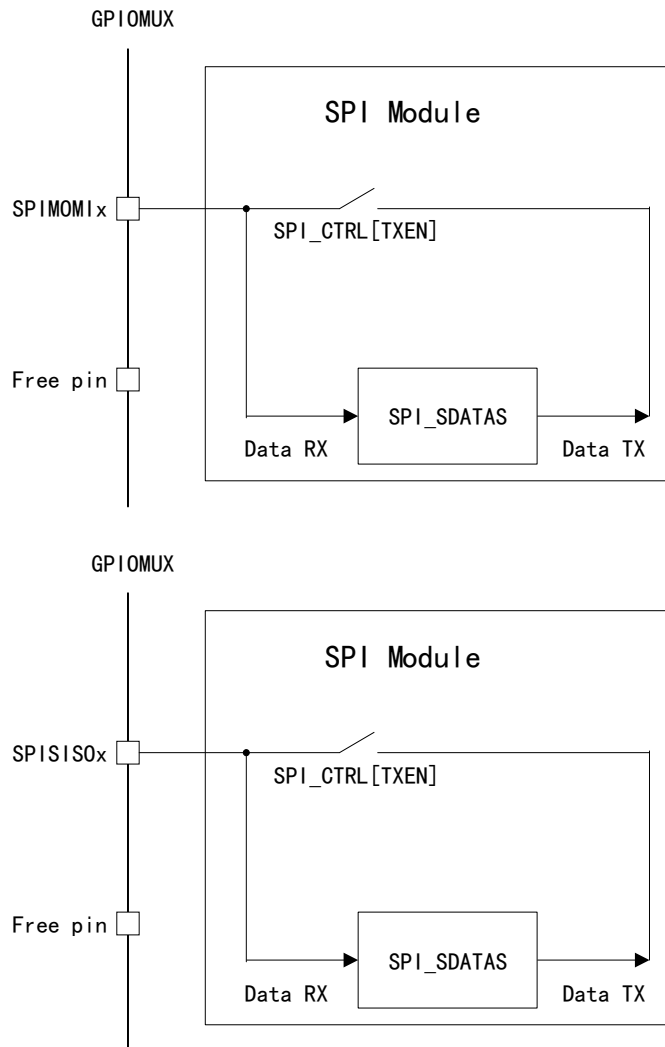 GPIOMUX
SPI Module
SPIMOMIx
SPI_CTRL[TXEN]
Free pin
SPI_SDATAS
Data RX
Data TX
GPIOMUX
SPI Module
SPISISOx
SPI_CTRL[TXEN]
Free pin
SPI_SDATAS
Data RX
Data TX